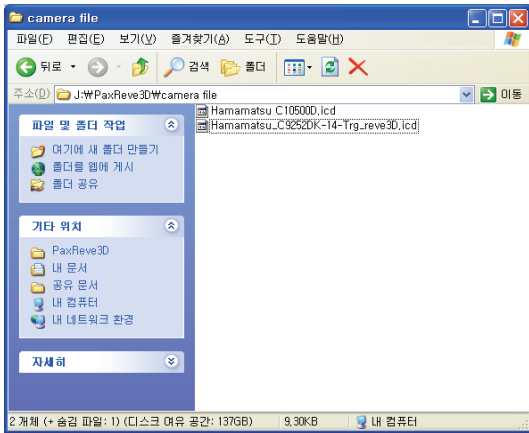 camera file
파일(F) 편집(E) 보기(V) 즐겨찾기(A) 도구(T) 도움말(H)
뒤로 검색 폴더
주소(D) J:₩PaxReve3D₩camera file 이동
파일 및 폴더 작업
여기에 새 폴더 만들기
폴더를 웹에 게시
폴더 공유
기타 위치
PaxReve3D
내 문서
공유 문서
내 컴퓨터
내 네트워크 환경
자세히
Hamamatsu C10500D.icd
Hamamatsu_C9252DK-14-Trg_reve3D.icd
2 개체 (+ 숨김 파일: 1) (디스크 여유 공간: 137GB) 9.30KB 내 컴퓨터